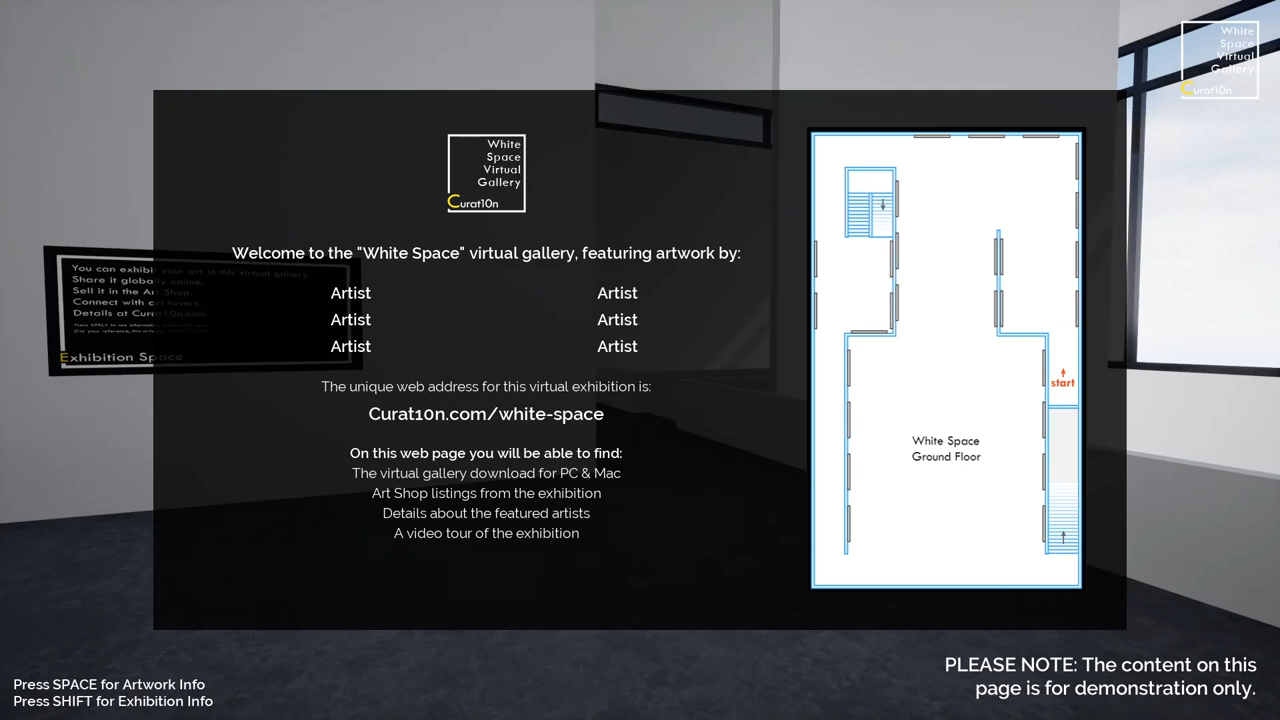 White
Space
Virtual
Gallery
Curat10n
White
Space
Virtual
Gallery
Curat10n
Welcome to the "White Space" virtual gallery, featuring artwork by:
Artist Artist
Artist Artist
Artist Artist
The unique web address for this virtual exhibition is:
Curat10n.com/white-space
On this web page you will be able to find:
The virtual gallery download for PC & Mac
Art Shop listings from the exhibition
Details about the featured artists
A video tour of the exhibition
You can exhibit your art in this virtual gallery.
Share it globally online.
Sell it in the Art Shop.
Connect with art lovers.
Details at Curat10n.com
Exhibition Space
start
White Space
Ground Floor
Press SPACE for Artwork Info
Press SHIFT for Exhibition Info
PLEASE NOTE: The content on this
page is for demonstration only.